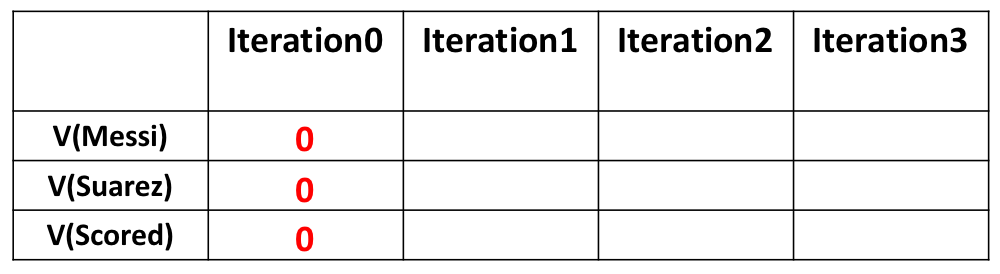 Iteration0 Iteration1 Iteration2 Iteration3
V(Messi) 0
V(Suarez) 0
V(Scored) 0